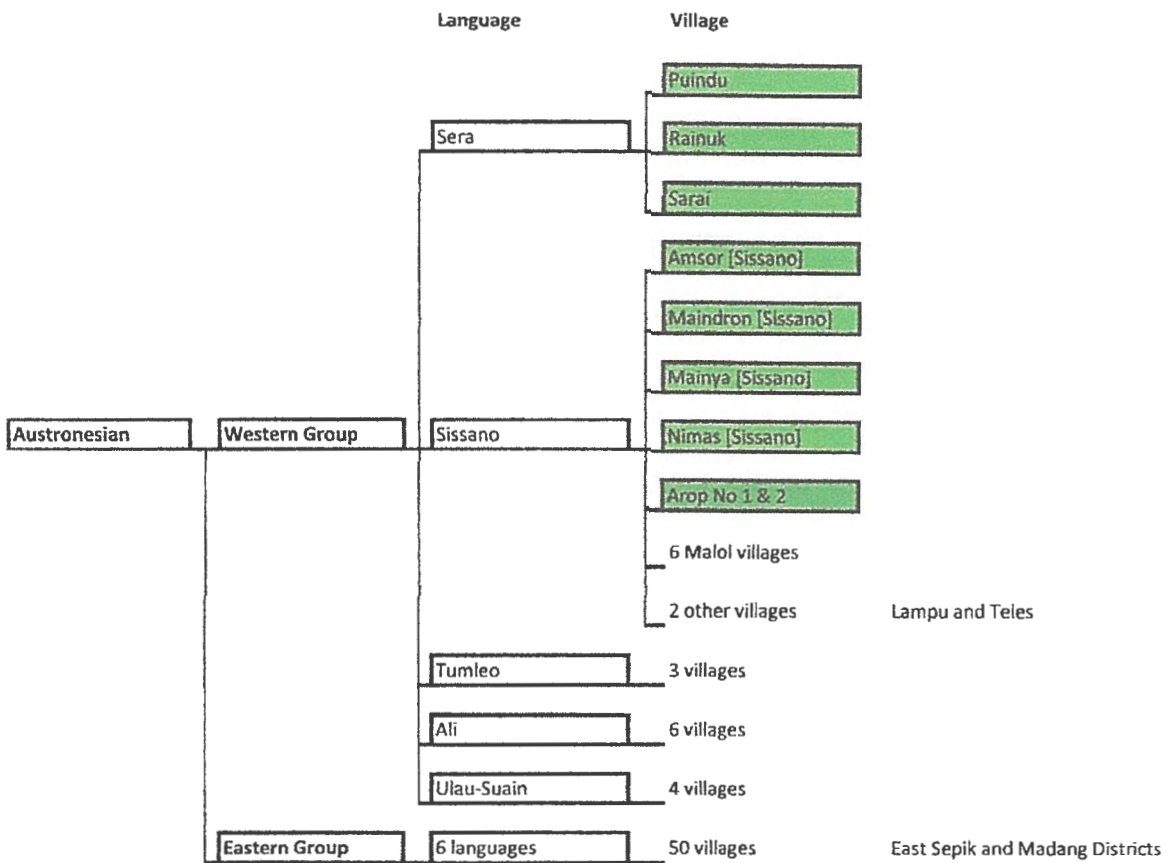 Language Village
Puindu
Sera Rainuk
Sarai
Amsor [Sissano]
Maindron [Sissano]
Mainya [Sissano]
Austronesian Western Group Sissano Nimas [Sissano]
Arop No 1 & 2
6 Malol villages
2 other villages Lampu and Teles
Tumleo 3 villages
Ali 6 villages
Ulau-Suain 4 villages
Eastern Group 6 languages 50 villages East Sepik and Madang Districts